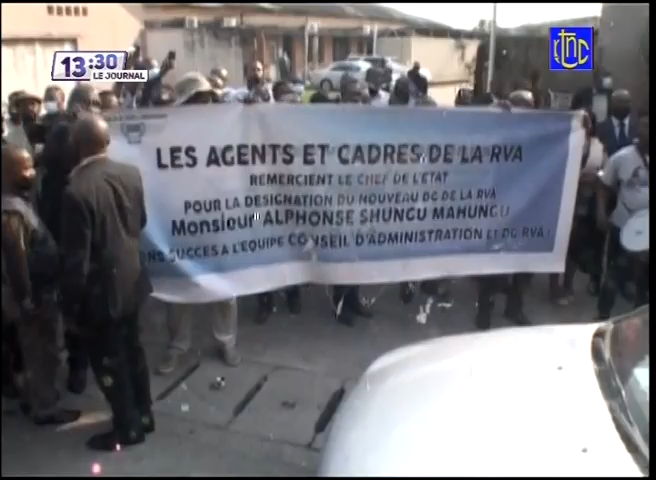 13:30
LE JOURNAL
RTNC
LES AGENTS ET CADRES DE LA RVA
REMERCIENT LE CHEF DE L'ETAT
POUR LA DESIGNATION DU NOUVEAU DG DE LA RVA
Monsieur "ALPHONSE SHUNGU MAHUNGU
SUCCES A L'EQUIPE CONSEIL D'ADMINISTRATION ET DG RVA